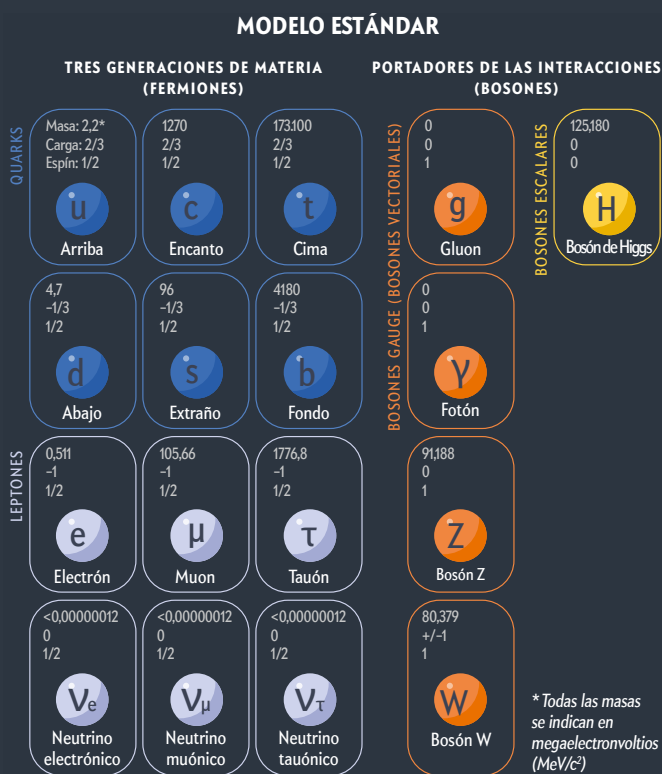 MODELO ESTÁNDAR
TRES GENERACIONES DE MATERIA
(FERMIONES)
PORTADORES DE LAS INTERACCIONES
(BOSONES)
QUARKS
Masa: 2,2*
Carga: 2/3
Espín: 1/2
u
Arriba
1270
2/3
1/2
c
Encanto
173.100
2/3
1/2
t
Cima
BOSONES GAUGE (BOSONES VECTORIALES)
0
0
1
g
Gluon
BOSONES ESCALARES
125,180
0
0
H
Bosón de Higgs
4,7
–1/3
1/2
d
Abajo
96
–1/3
1/2
s
Extraño
4180
–1/3
1/2
b
Fondo
0
0
1
γ
Fotón
LEPTONES
0,511
–1
1/2
e
Electrón
105,66
–1
1/2
μ
Muon
1776,8
–1
1/2
τ
Tauón
91,188
0
1
Z
Bosón Z
<0,00000012
0
1/2
νe
Neutrino
electrónico
<0,00000012
0
1/2
νμ
Neutrino
muónico
<0,00000012
0
1/2
ντ
Neutrino
tauónico
80,379
+/–1
1
W
Bosón W
* Todas las masas
se indican en
megaelectronvoltios
(MeV/c²)